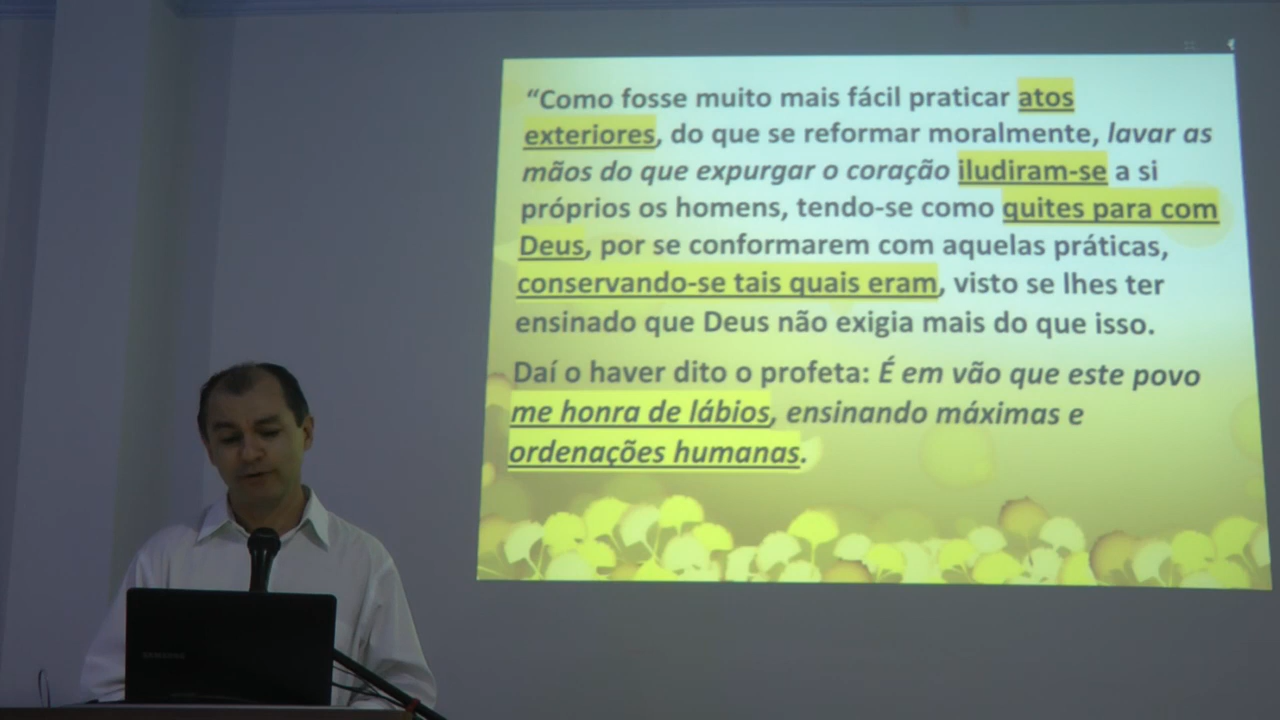 “Como fosse muito mais fácil praticar atos
exteriores, do que se reformar moralmente, lavar as
mãos do que expurgar o coração iludiram-se a si
próprios os homens, tendo-se como quites para com
Deus, por se conformarem com aquelas práticas,
conservando-se tais quais eram, visto se lhes ter
ensinado que Deus não exigia mais do que isso.
Daí o haver dito o profeta: É em vão que este povo
me honra de lábios, ensinando máximas e
ordenações humanas.
SAMSUNG